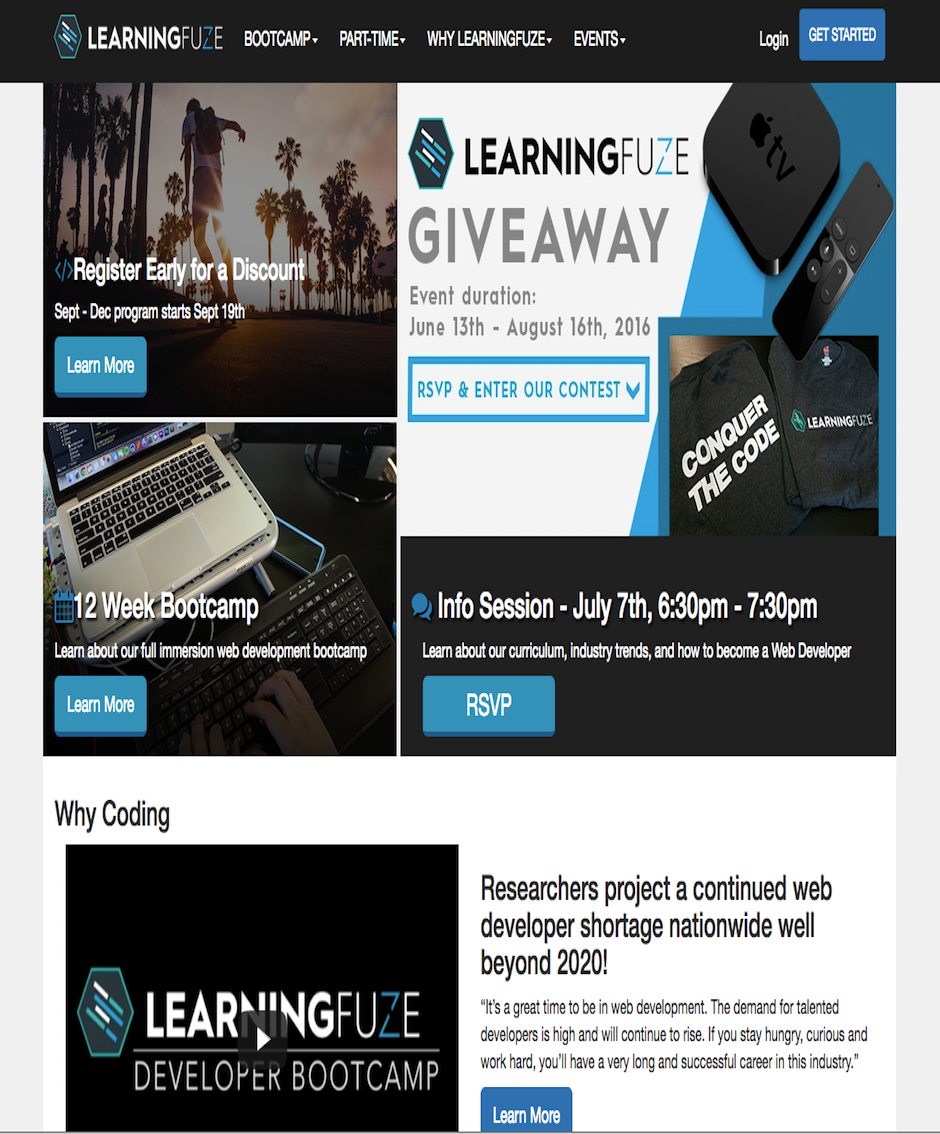 LEARNINGFUZE BOOTCAMP PART-TIME WHY LEARNINGFUZE EVENTS Login GET STARTED
</>Register Early for a Discount
Sept - Dec program starts Sept 19th
Learn More
LEARNINGFUZE
GIVEAWAY
Event duration:
June 13th - August 16th, 2016
RSVP & ENTER OUR CONTEST
tv
CONQUER
THE CODE
LEARNINGFUZE
12 Week Bootcamp
Learn about our full immersion web development bootcamp
Learn More
Info Session - July 7th, 6:30pm - 7:30pm
Learn about our curriculum, industry trends, and how to become a Web Developer
RSVP
Why Coding
LEARNINGFUZE
DEVELOPER BOOTCAMP
Researchers project a continued web
developer shortage nationwide well
beyond 2020!
“It’s a great time to be in web development. The demand for talented
developers is high and will continue to rise. If you stay hungry, curious and
work hard, you’ll have a very long and successful career in this industry.”
Learn More